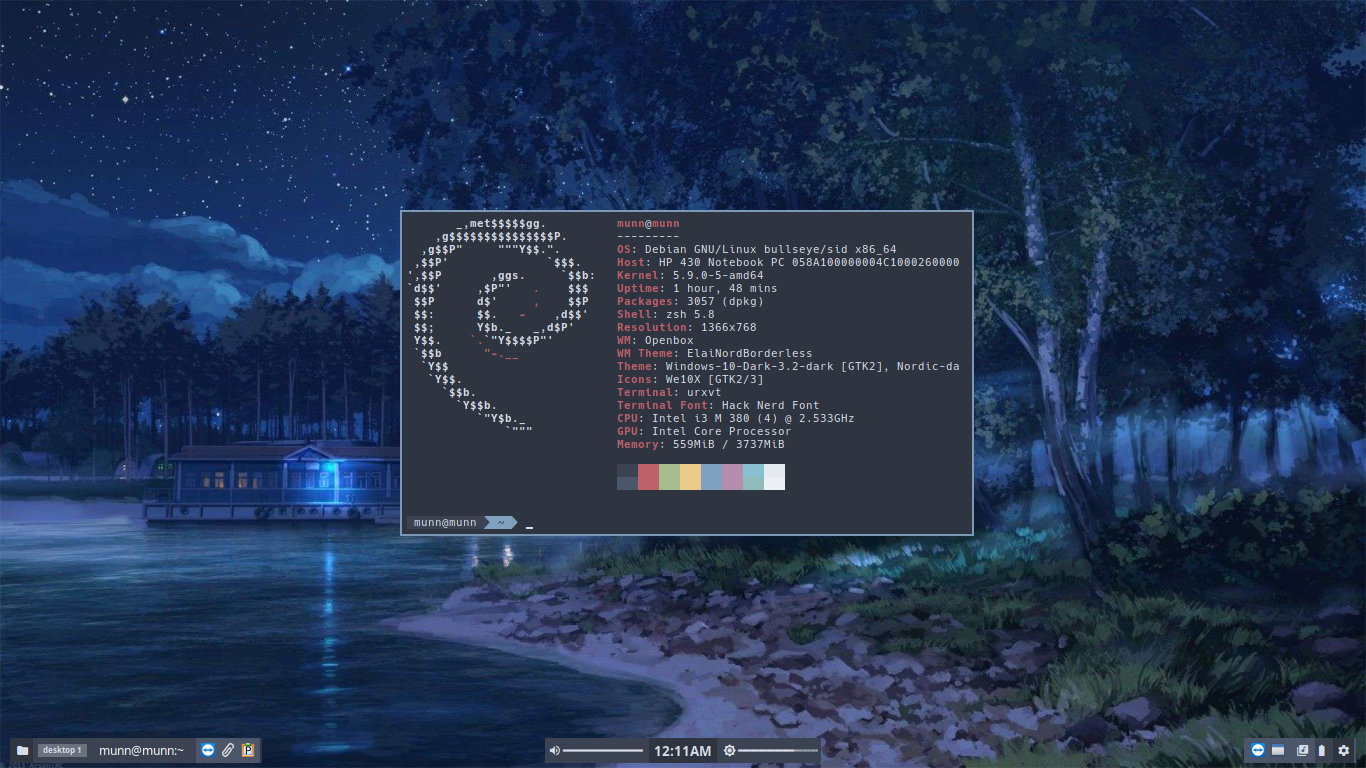 munn@munn
---------
OS: Debian GNU/Linux bullseye/sid x86_64
Host: HP 430 Notebook PC 058A100000004C1000260000
Kernel: 5.9.0-5-amd64
Uptime: 1 hour, 48 mins
Packages: 3057 (dpkg)
Shell: zsh 5.8
Resolution: 1366x768
WM: Openbox
WM Theme: ElaiNordBorderless
Theme: Windows-10-Dark-3.2-dark [GTK2], Nordic-da
Icons: We10X [GTK2/3]
Terminal: urxvt
Terminal Font: Hack Nerd Font
CPU: Intel i3 M 380 (4) @ 2.533GHz
GPU: Intel Core Processor
Memory: 559MiB / 3737MiB
munn@munn ~
desktop 1 munn@munn:~ 12:11AM